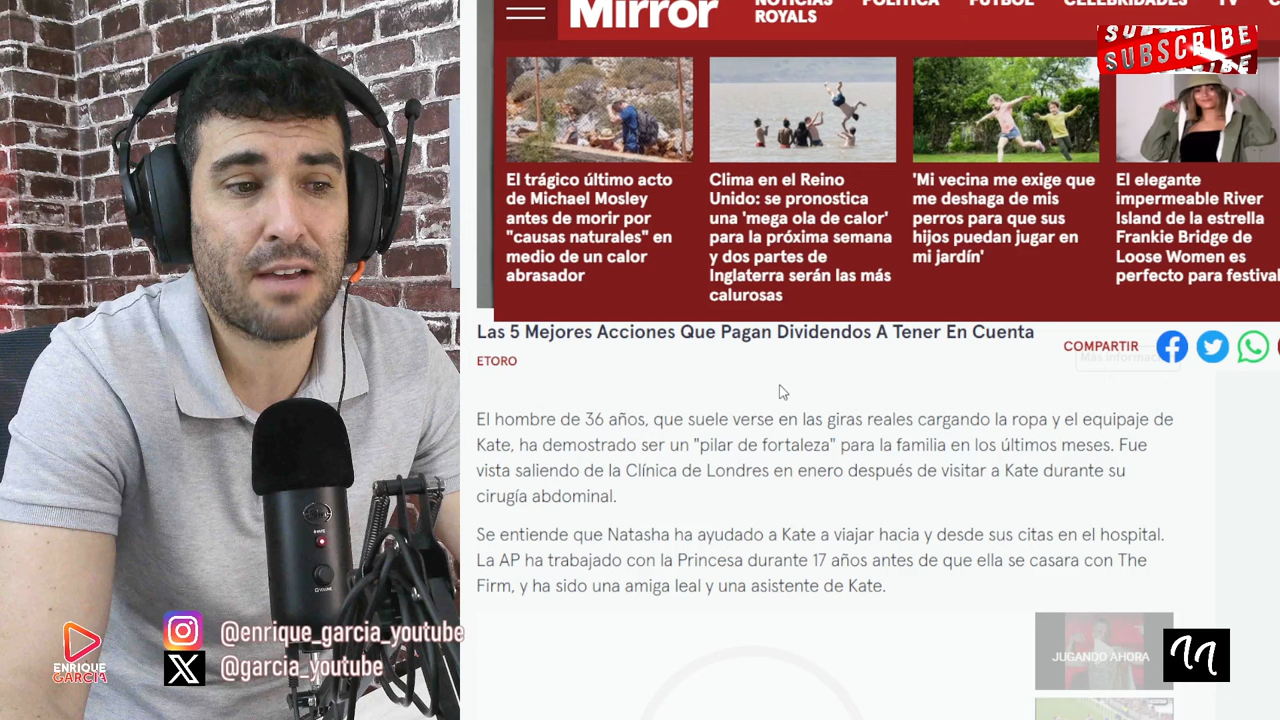 Mirror
NOTICIAS
POLÍTICA
FÚTBOL
CELEBRIDADES
TV
ROYALS
SUBSCRIBE
SUBSCRIBE
SUBSCRIBE
El trágico último acto
de Michael Mosley
antes de morir por
"causas naturales" en
medio de un calor
abrasador
Clima en el Reino
Unido: se pronostica
una 'mega ola de calor'
para la próxima semana
y dos partes de
Inglaterra serán las más
calurosas
'Mi vecina me exige que
me deshaga de mis
perros para que sus
hijos puedan jugar en
mi jardín'
El elegante
impermeable River
Island de la estrella
Frankie Bridge de
Loose Women es
perfecto para festival
Las 5 Mejores Acciones Que Pagan Dividendos A Tener En Cuenta
ETORO
COMPARTIR
Más informac
El hombre de 36 años, que suele verse en las giras reales cargando la ropa y el equipaje de
Kate, ha demostrado ser un "pilar de fortaleza" para la familia en los últimos meses. Fue
vista saliendo de la Clínica de Londres en enero después de visitar a Kate durante su
cirugía abdominal.
Se entiende que Natasha ha ayudado a Kate a viajar hacia y desde sus citas en el hospital.
La AP ha trabajado con la Princesa durante 17 años antes de que ella se casara con The
Firm, y ha sido una amiga leal y una asistente de Kate.
JUGANDO AHORA
ENRIQUE
GARCIA
@enrique_garcia_youtube
@garcia_youtube